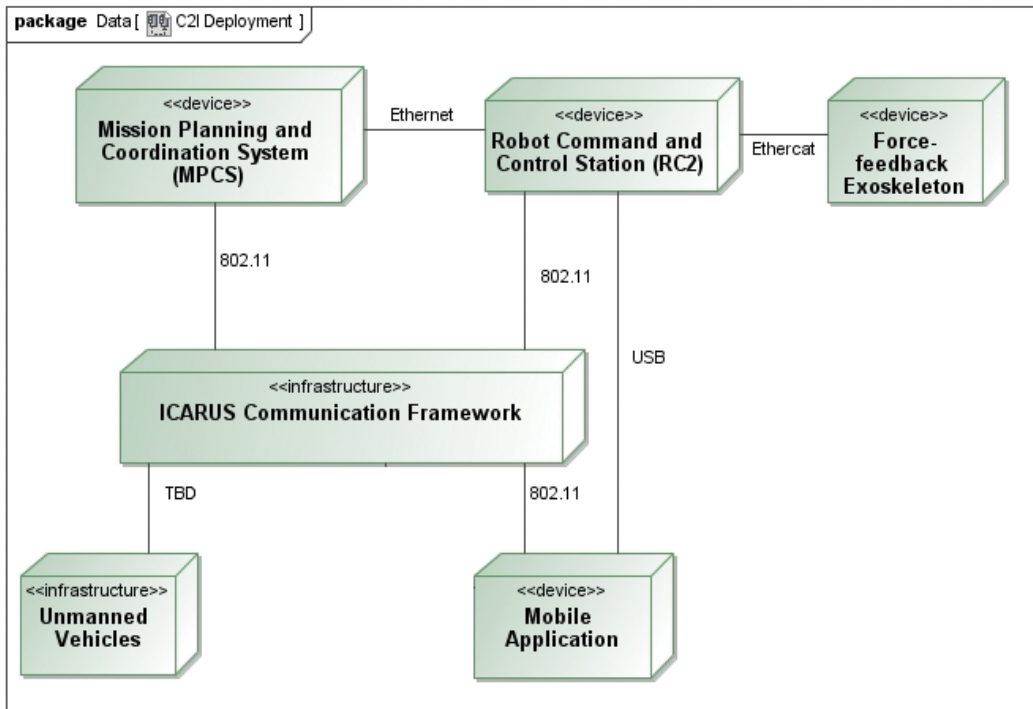 package Data [ C2I Deployment ]
<<device>>
Mission Planning and
Coordination System
(MPCS)
Ethernet
<<device>>
Robot Command and
Control Station (RC2)
Ethercat
<<device>>
Force-
feedback
Exoskeleton
802.11
802.11
USB
<<infrastructure>>
ICARUS Communication Framework
TBD
802.11
<<infrastructure>>
Unmanned
Vehicles
<<device>>
Mobile
Application